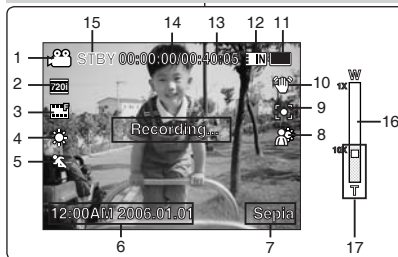 15 14 13 12 11
STBY 00:00:00/00:40:05 IN
W
1X
1
2 720i
3 F
4
5
10
9
8
16
10X
T
Recording...
12:00AM 2006.01.01 Sepia
6 7 17